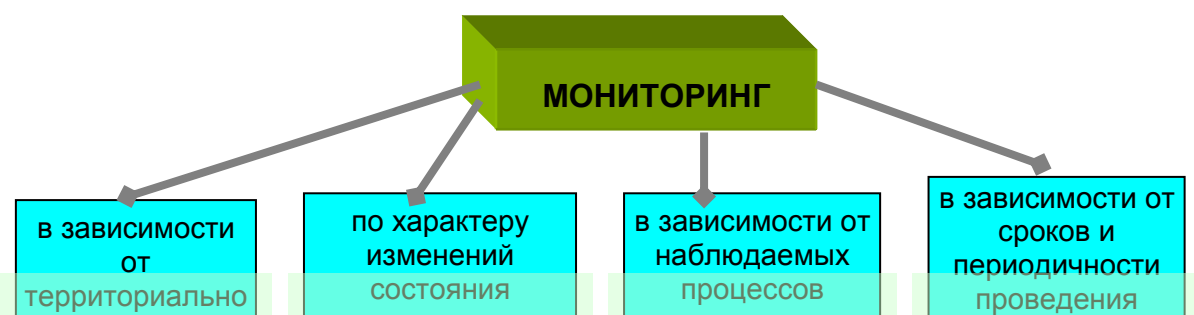 МОНИТОРИНГ
в зависимости
от
территориально
по характеру
изменений
состояния
в зависимости от
наблюдаемых
процессов
в зависимости от
сроков и
периодичности
проведения